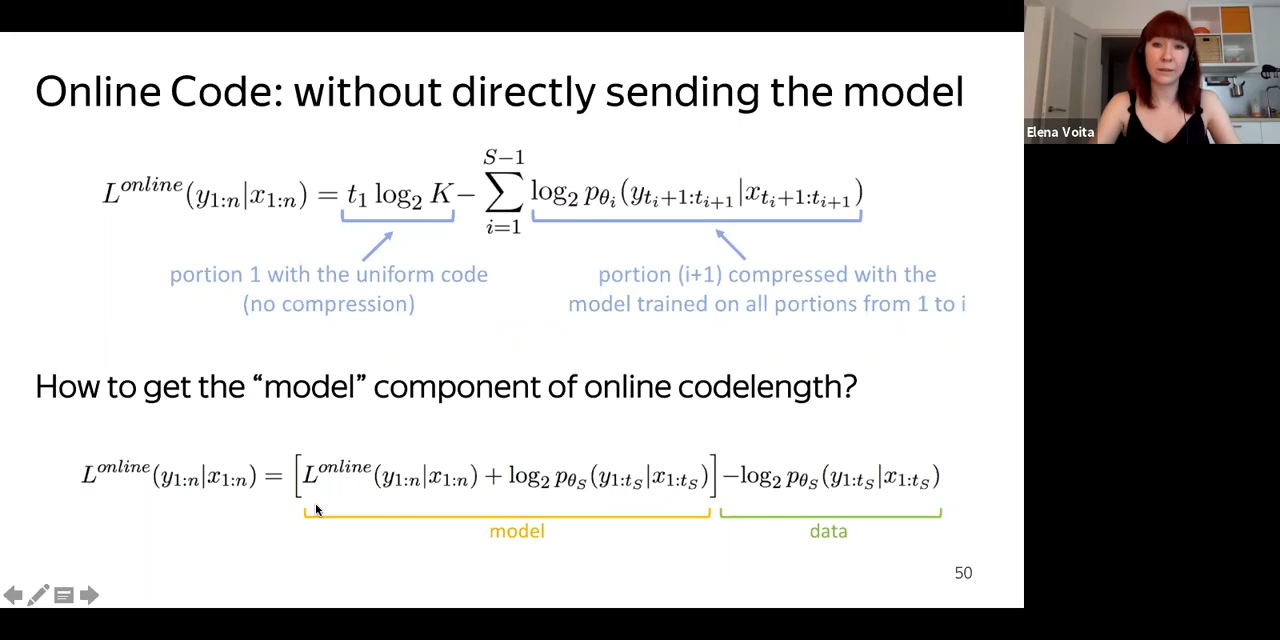 Online Code: without directly sending the model
L^{online}(y_{1:n}|x_{1:n}) = t_1 log_2 K − \sum_{i=1}^{S−1} log_2 p_{θ_i}(y_{t_i+1:t_{i+1}}|x_{t_i+1:t_{i+1}})
portion 1 with the uniform code
(no compression)
portion (i+1) compressed with the
model trained on all portions from 1 to i
How to get the “model” component of online codelength?
L^{online}(y_{1:n}|x_{1:n}) = [L^{online}(y_{1:n}|x_{1:n}) + log_2 p_{θ_S}(y_{1:t_S}|x_{1:t_S})] −log_2 p_{θ_S}(y_{1:t_S}|x_{1:t_S})
model
data
50
Elena Voita